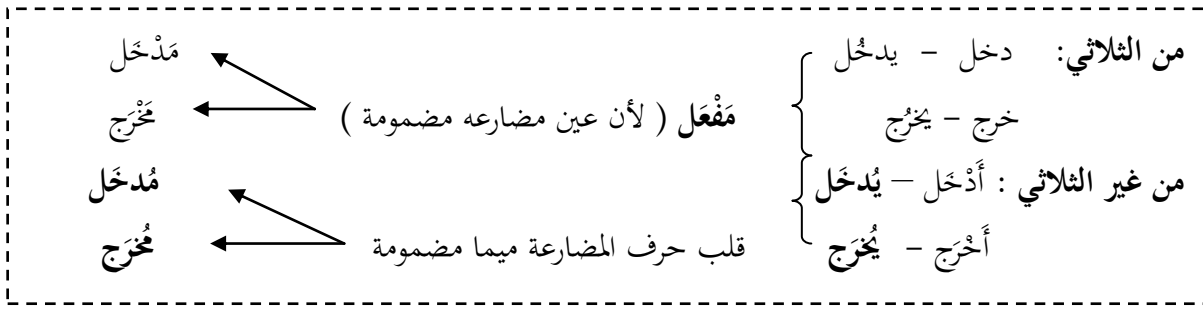 من الثلاثي: دخل – يدخُل مَدْخَل
خرج – يخرُج مَفْعَل ( لأن عين مضارعه مضمومة ) مَخْرَج
من غير الثلاثي : أَدْخَل – يُدخَل مُدخَل
أَخْرَج – يُخرَج قلب حرف المضارعة ميما مضمومة مُخرَج